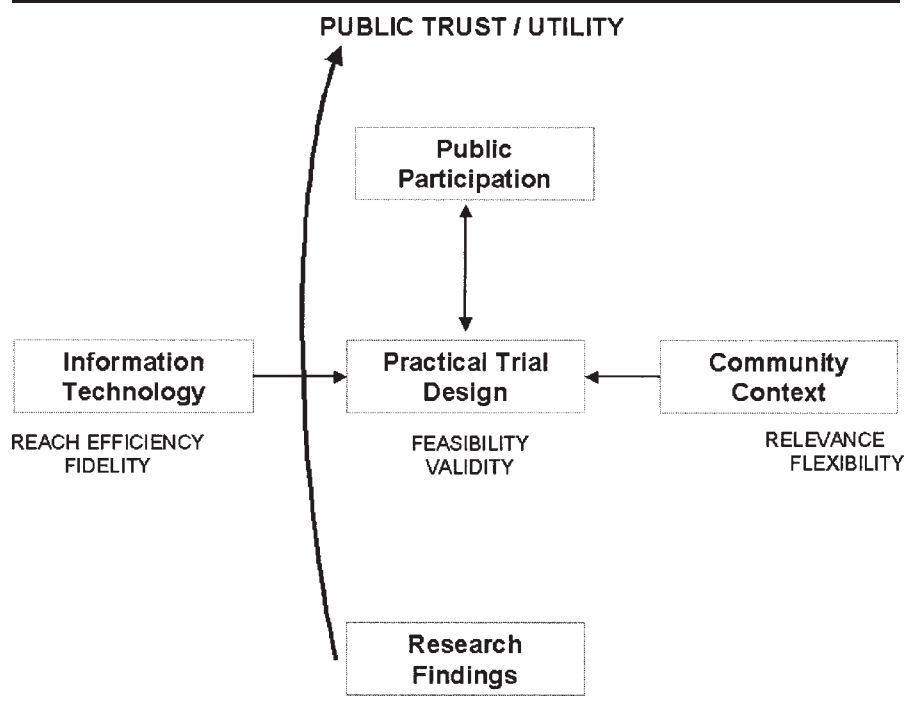 PUBLIC TRUST / UTILITY
Public
Participation
Information
Technology
Practical Trial
Design
Community
Context
REACH EFFICIENCY
FIDELITY
FEASIBILITY
VALIDITY
RELEVANCE
FLEXIBILITY
Research
Findings